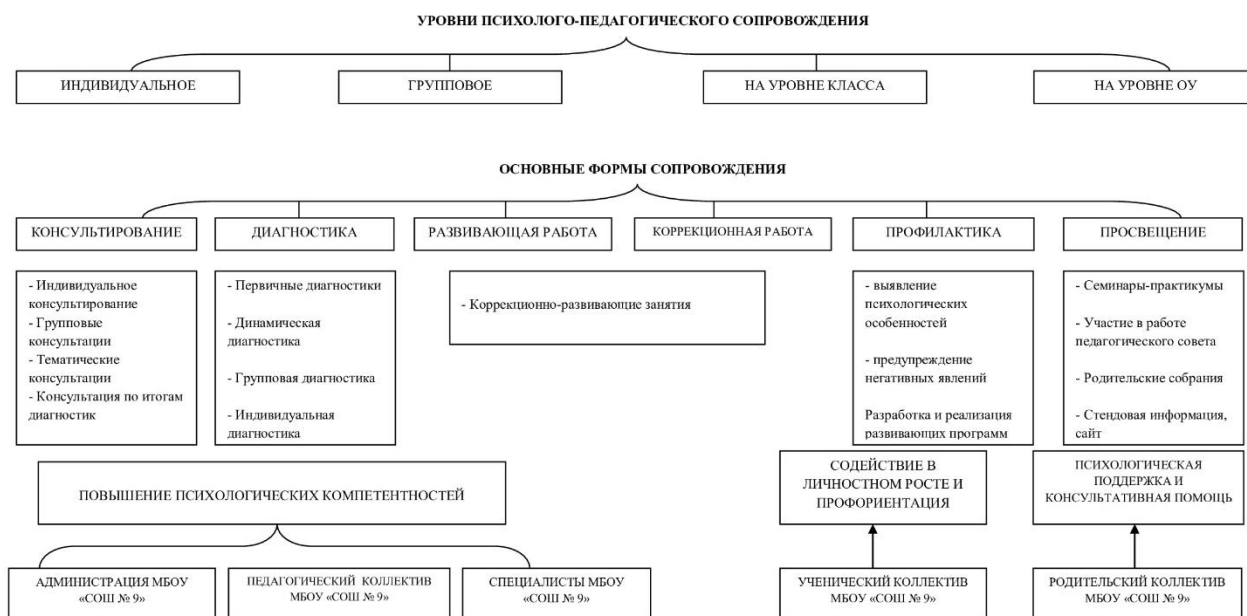 УРОВНИ ПСИХОЛОГО-ПЕДАГОГИЧЕСКОГО СОПРОВОЖДЕНИЯ
ИНДИВИДУАЛЬНОЕ
ГРУППОВОЕ
НА УРОВНЕ КЛАССА
НА УРОВНЕ ОУ
ОСНОВНЫЕ ФОРМЫ СОПРОВОЖДЕНИЯ
КОНСУЛЬТИРОВАНИЕ
ДИАГНОСТИКА
РАЗВИВАЮЩАЯ РАБОТА
КОРРЕКЦИОННАЯ РАБОТА
ПРОФИЛАКТИКА
ПРОСВЕЩЕНИЕ
- Индивидуальное
консультирование
- Групповые
консультации
- Тематические
консультации
- Консультация по итогам
диагностик
- Первичные диагностики
- Динамическая
диагностика
- Групповая диагностика
- Индивидуальная
диагностика
- Коррекционно-развивающие занятия
- выявление
психологических
особенностей
- предупреждение
негативных явлений
Разработка и реализация
развивающих программ
- Семинары-практикумы
- Участие в работе
педагогического совета
- Родительские собрания
- Стендовая информация,
сайт
ПОВЫШЕНИЕ ПСИХОЛОГИЧЕСКИХ КОМПЕТЕНТНОСТЕЙ
СОДЕЙСТВИЕ В
ЛИЧНОСТНОМ РОСТЕ И
ПРОФОРИЕНТАЦИЯ
ПСИХОЛОГИЧЕСКАЯ
ПОДДЕРЖКА И
КОНСУЛЬТАТИВНАЯ ПОМОЩЬ
АДМИНИСТРАЦИЯ МБОУ
«СОШ № 9»
ПЕДАГОГИЧЕСКИЙ КОЛЛЕКТИВ
МБОУ «СОШ № 9»
СПЕЦИАЛИСТЫ МБОУ
«СОШ № 9»
УЧЕНИЧЕСКИЙ КОЛЛЕКТИВ
МБОУ «СОШ № 9»
РОДИТЕЛЬСКИЙ КОЛЛЕКТИВ
МБОУ «СОШ № 9»